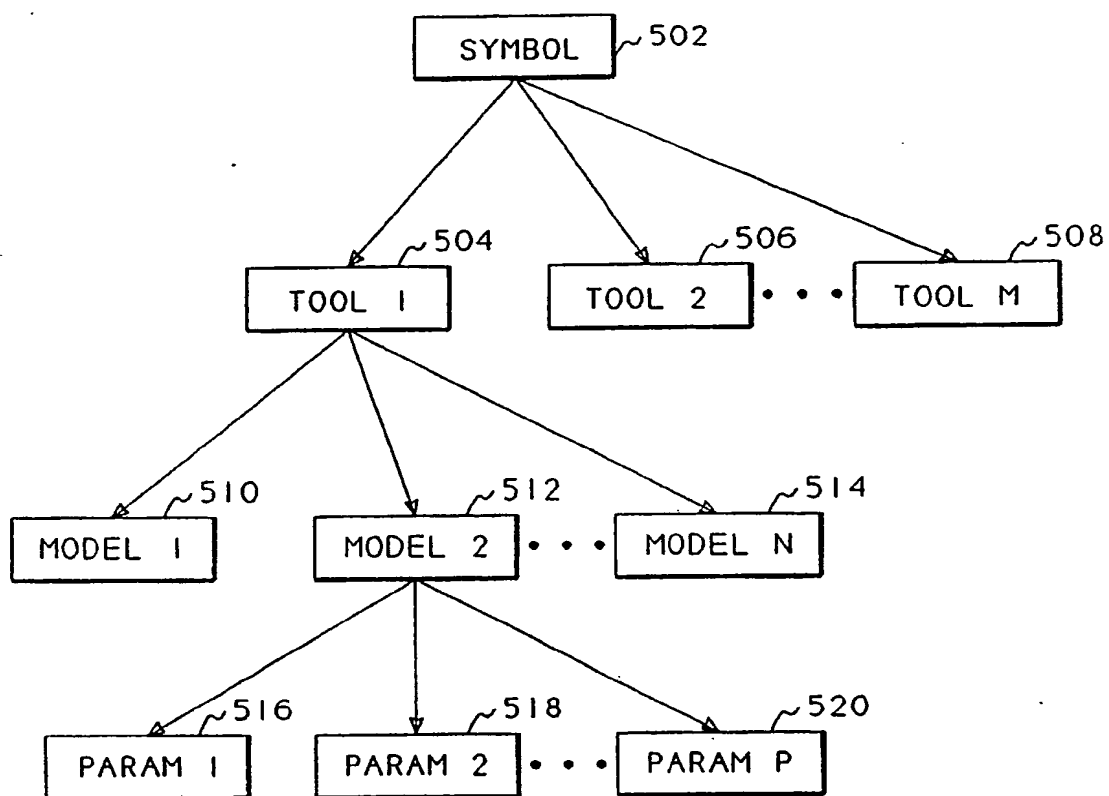 SYMBOL
502
504
506
508
TOOL 1
TOOL 2
TOOL M
510
512
514
MODEL 1
MODEL 2
MODEL N
516
518
520
PARAM 1
PARAM 2
PARAM P